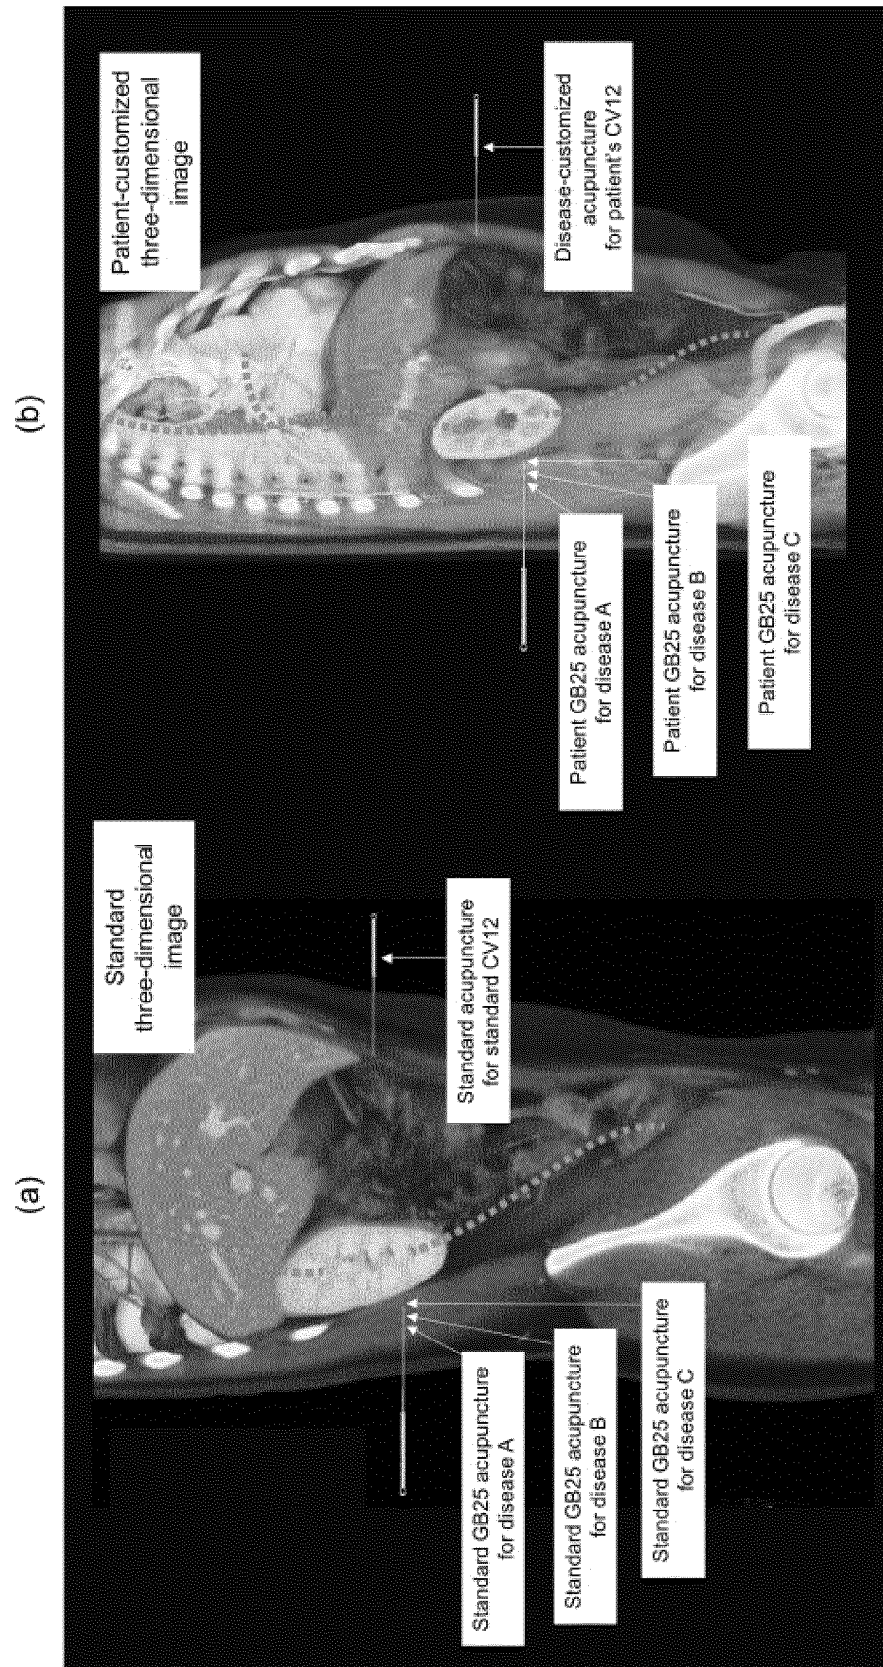 (a)
Standard
three-dimensional
image
Standard acupuncture
for standard CV12
Standard GB25 acupuncture
for disease A
Standard GB25 acupuncture
for disease B
Standard GB25 acupuncture
for disease C
(b)
Patient-customized
three-dimensional
image
Disease-customized
acupuncture
for patient's CV12
Patient GB25 acupuncture
for disease A
Patient GB25 acupuncture
for disease B
Patient GB25 acupuncture
for disease C